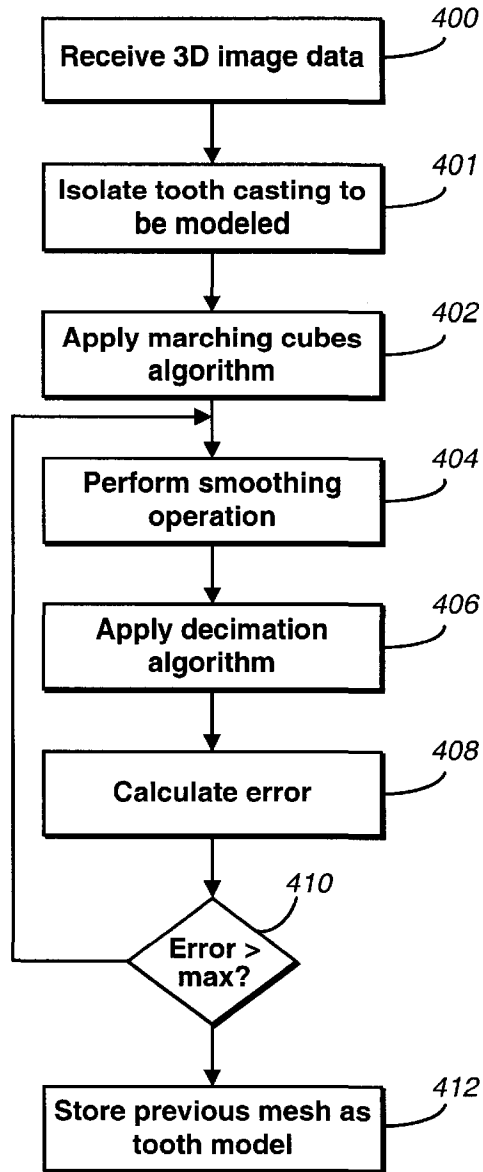 400
Receive 3D image data
401
Isolate tooth casting to
be modeled
402
Apply marching cubes
algorithm
404
Perform smoothing
operation
406
Apply decimation
algorithm
408
Calculate error
410
Error >
max?
412
Store previous mesh as
tooth model